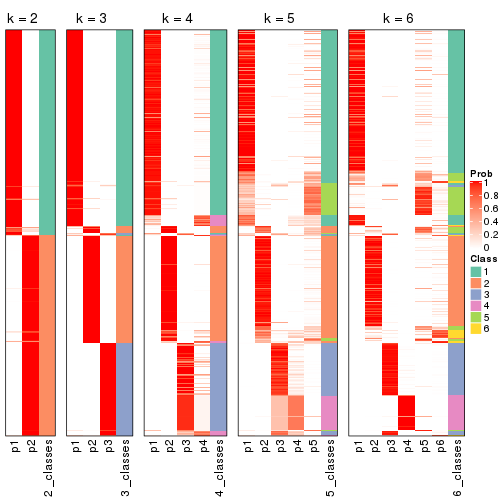 k = 2 k = 3 k = 4 k = 5 k = 6
p1 p2 2_classes
p1 p2 p3 3_classes
p1 p2 p3 p4 4_classes
p1 p2 p3 p4 p5 5_classes
p1 p2 p3 p4 p5 p6 6_classes
Prob
1
0.8
0.6
0.4
0.2
0
Class
1
2
3
4
5
6